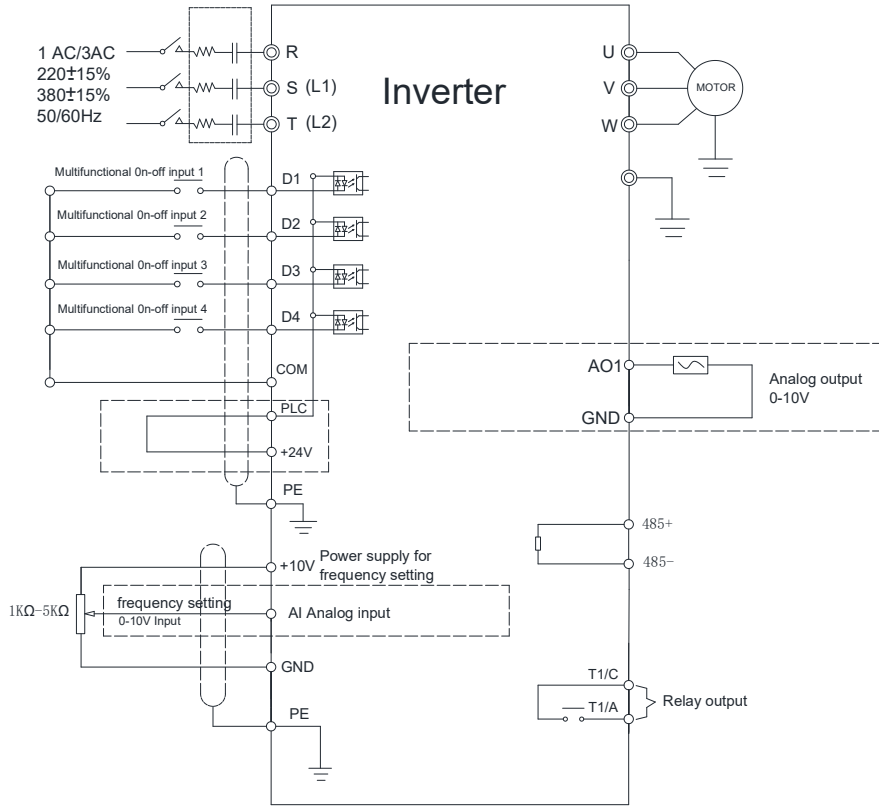 1 AC/3AC
220±15%
380±15%
50/60Hz
R
S (L1)
T (L2)
Inverter
U
V
W
MOTOR
Multifunctional 0n-off input 1
D1
Multifunctional 0n-off input 2
D2
Multifunctional 0n-off input 3
D3
Multifunctional 0n-off input 4
D4
COM
PLC
+24V
PE
AO1
GND
Analog output
0-10V
485+
485-
+10V
Power supply for
frequency setting
1KΩ-5KΩ
frequency setting
0-10V Input
AI Analog input
GND
PE
T1/C
T1/A
Relay output